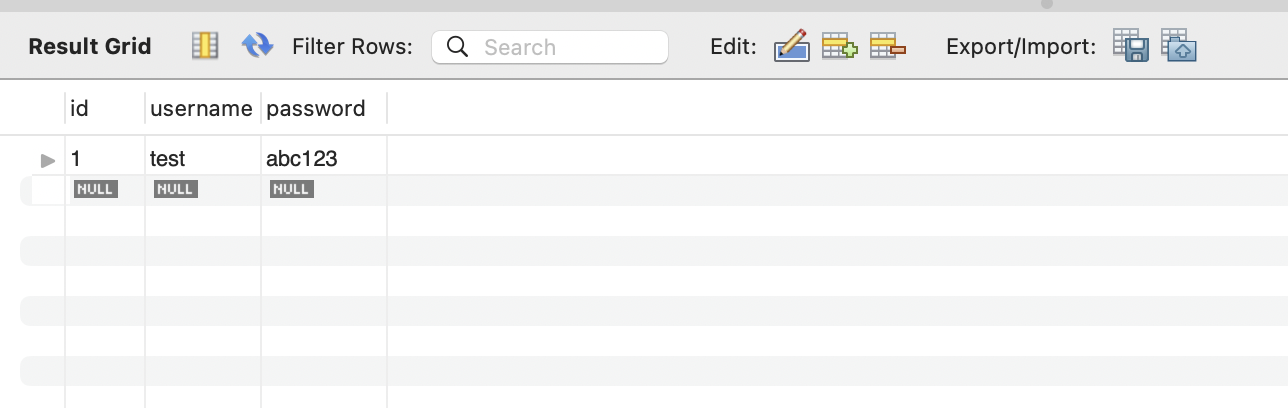 Result Grid Filter Rows: Search Edit: Export/Import:
id username password
1 test abc123
NULL NULL NULL